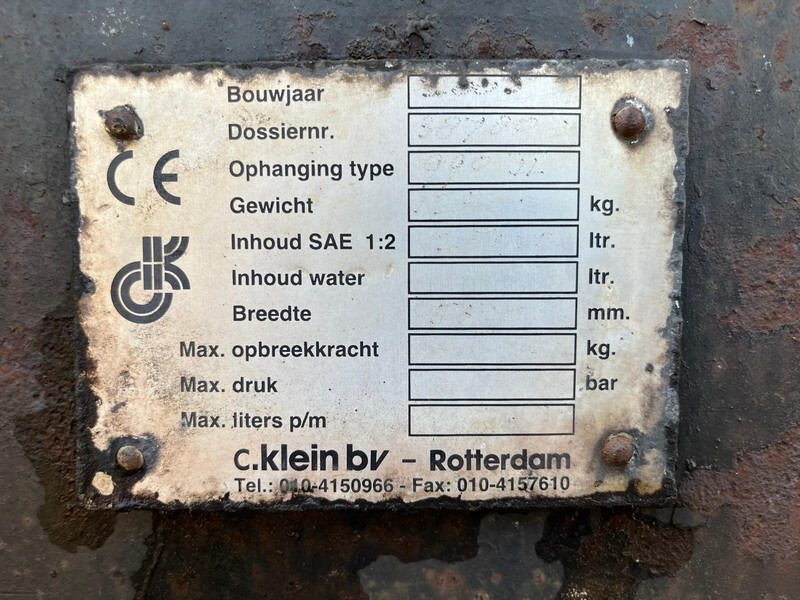 Bouwjaar
Dossiernr.
Ophanging type
Gewicht kg.
Inhoud SAE 1:2 ltr.
Inhoud water ltr.
Breedte mm.
Max. opbreekkracht kg.
Max. druk bar
Max. liters p/m
CE
CK
C.klein bv – Rotterdam
Tel.: 010-4150966 - Fax: 010-4157610